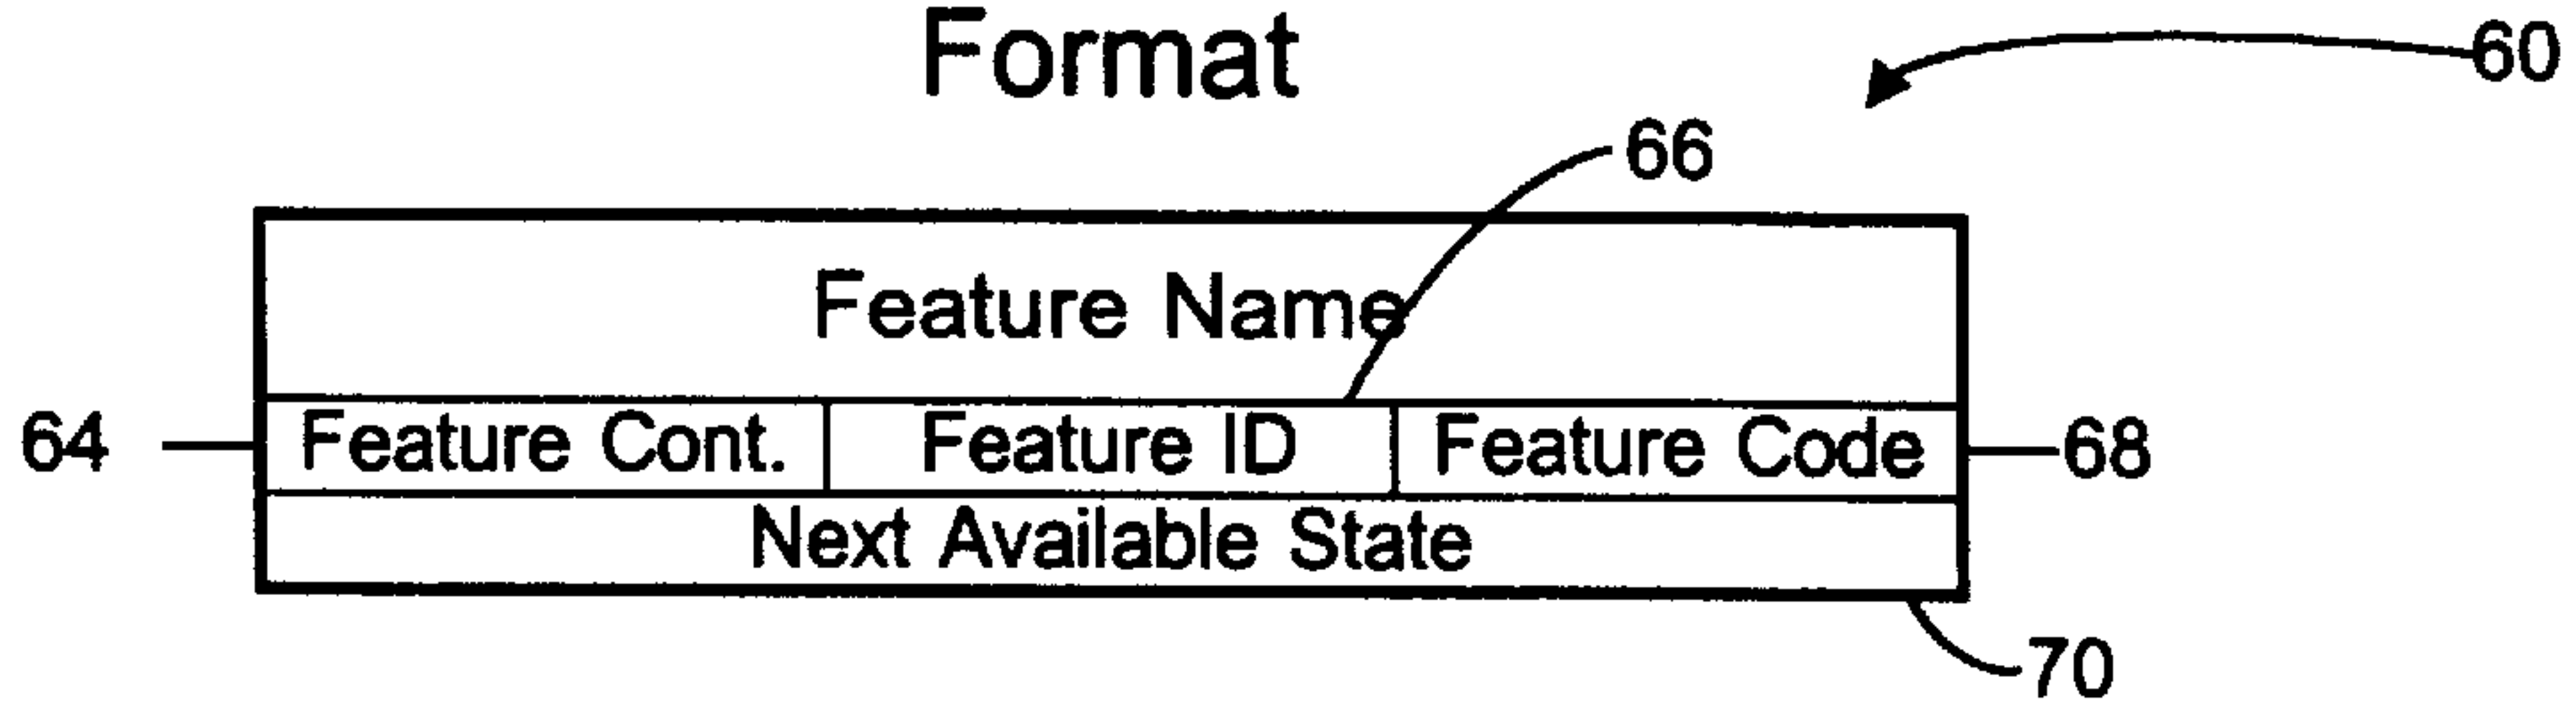 Format
60
66
Feature Name
64 Feature Cont. Feature ID Feature Code 68
Next Available State
70